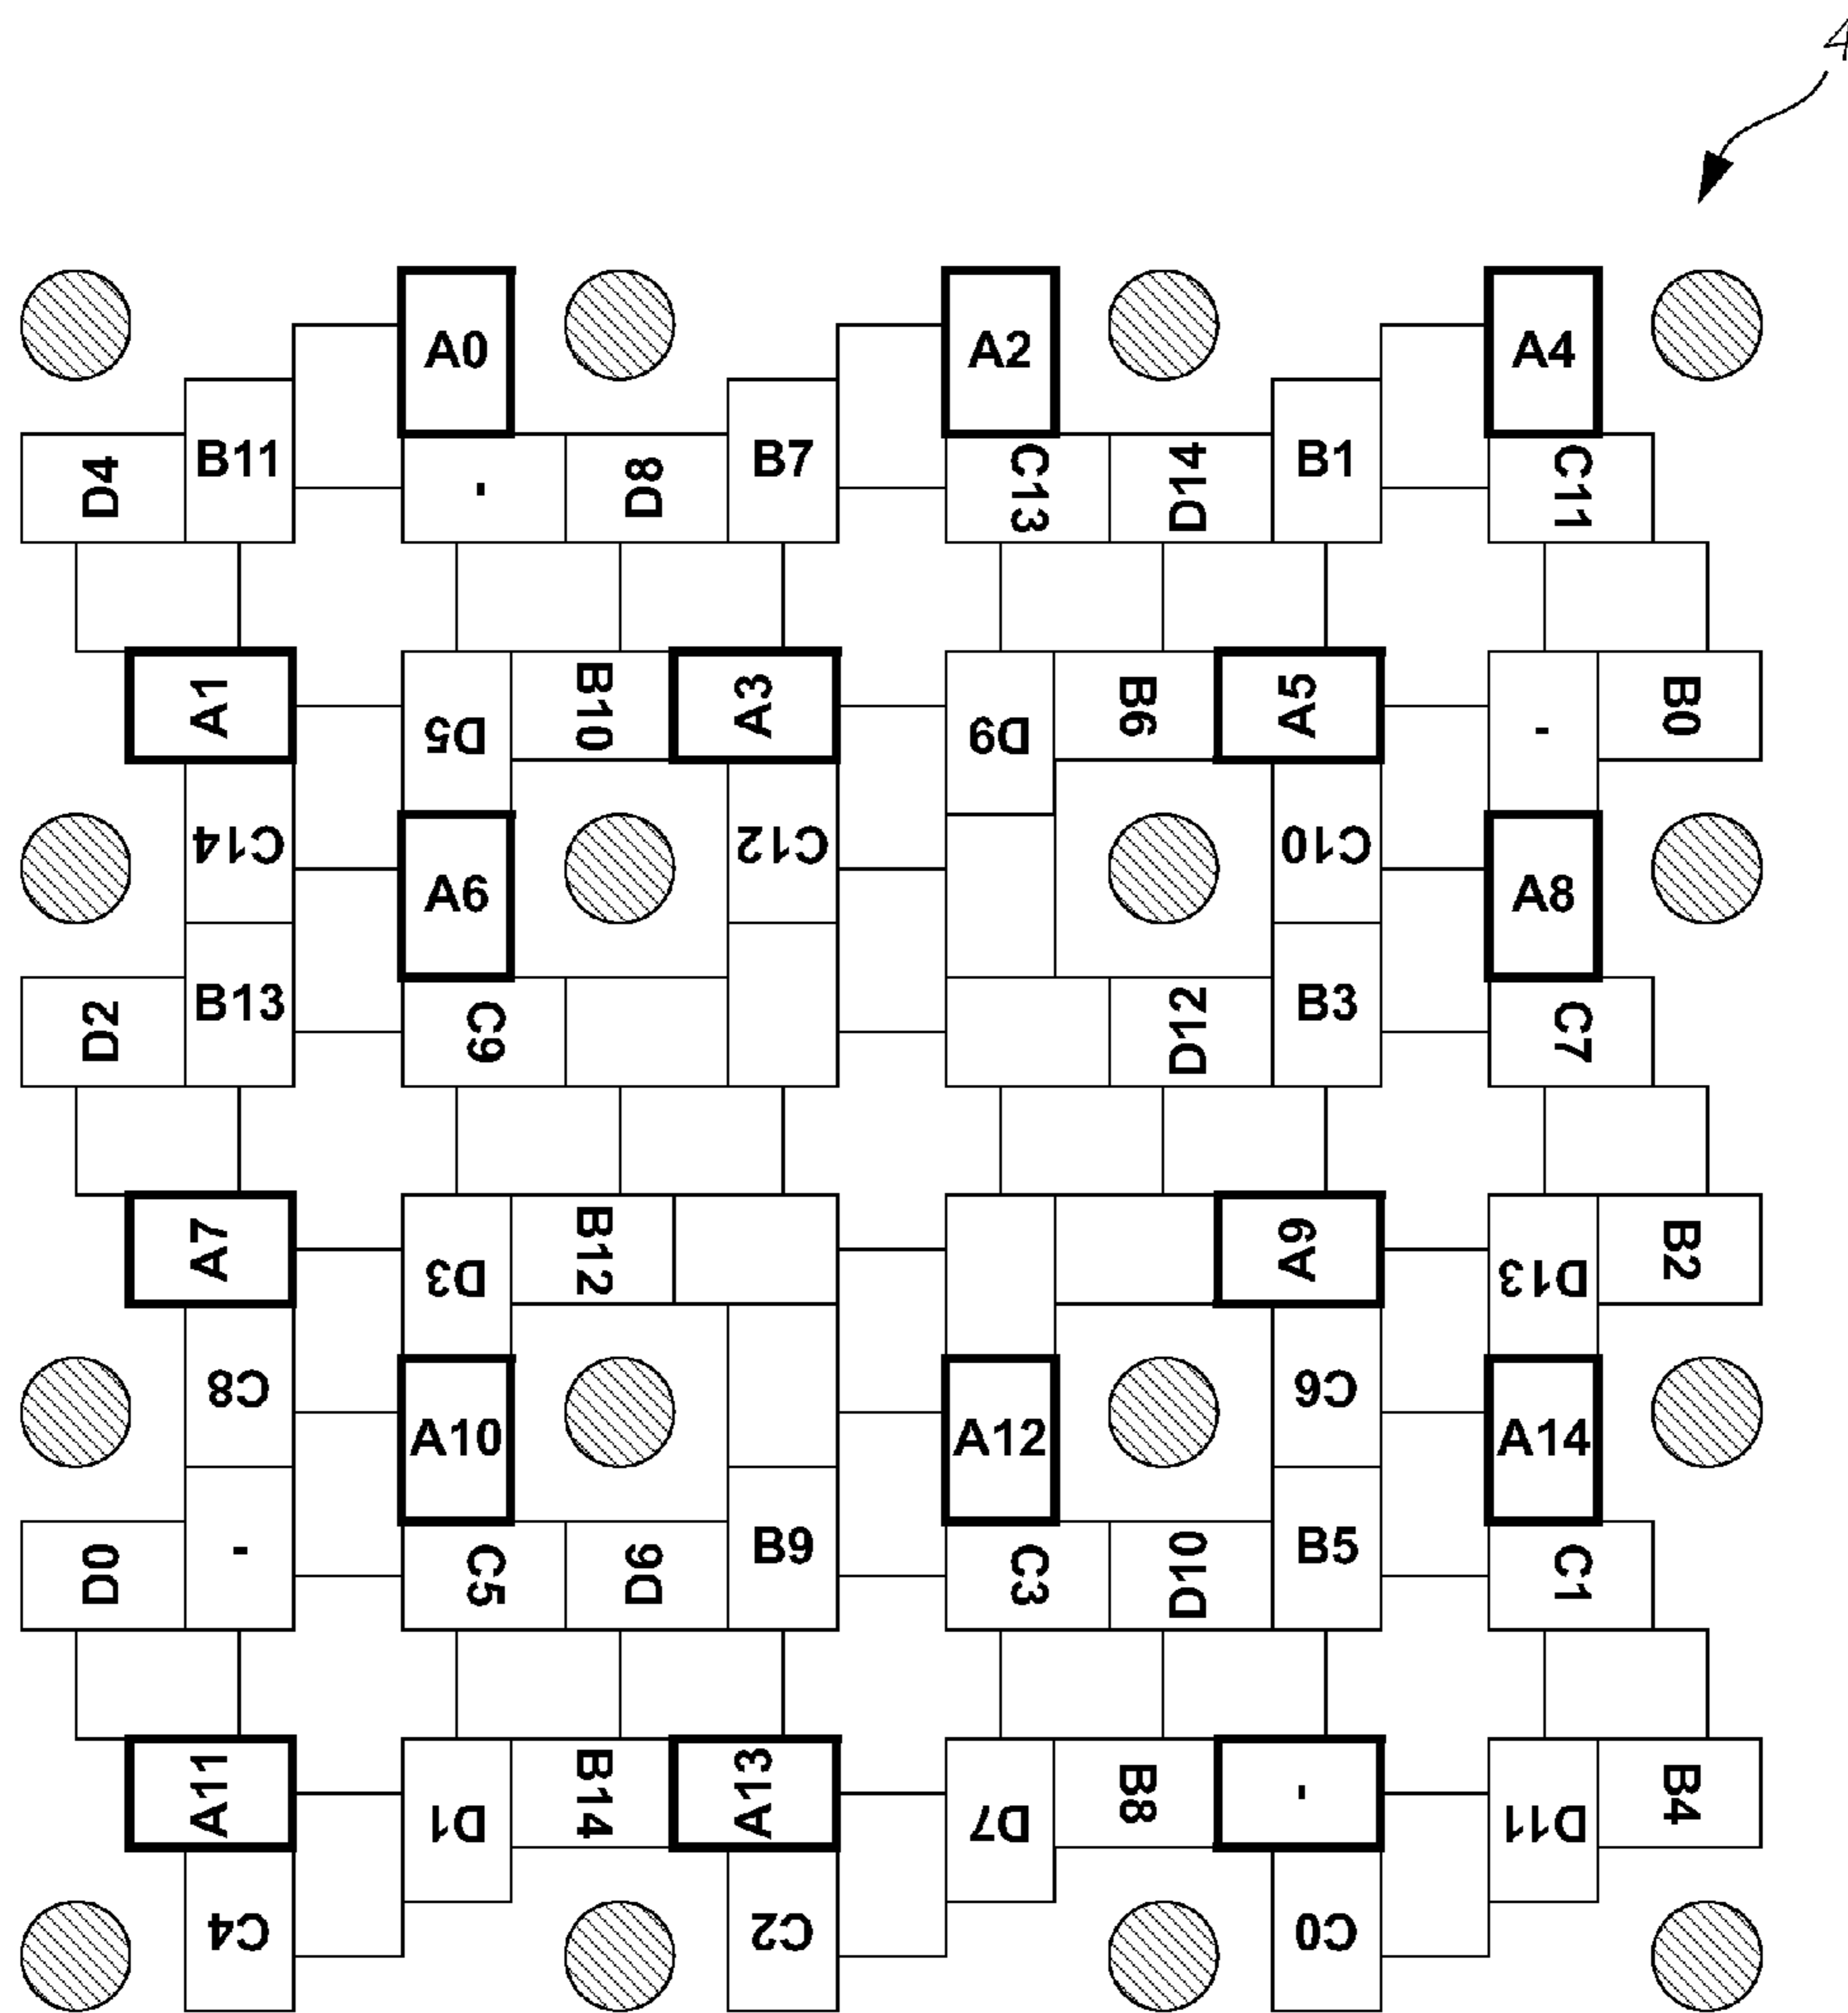 A0 A2 A4
D4 B11 - D8 B7 C13 D14 B1 C11
A1 D5 B10 A3 D9 B6 A5 - B0
C14 A6 C12 C10 A8
D2 B13 C9 D12 B3 C7
A7 D3 B12 A9 D13 B2
C8 A10 A12 C6 A14
D0 - C5 D6 B9 C3 D10 B5 C1
A11 D1 B14 A13 D7 B8 - D11 B4
C4 C2 C0